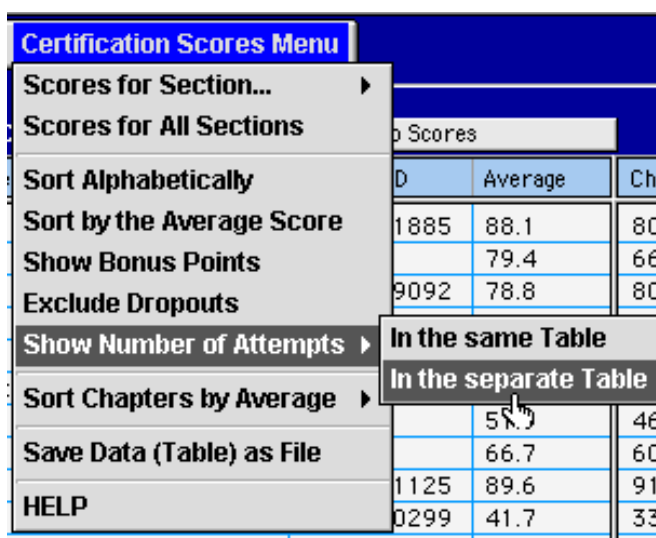 Certification Scores Menu
Scores for Section...
Scores for All Sections
Scores
Sort Alphabetically
D Average Ch
Sort by the Average Score
1885 88.1 80
Show Bonus Points
79.4 66
Exclude Dropouts
9092 78.8 80
Show Number of Attempts
In the same Table
In the separate Table
Sort Chapters by Average
46
Save Data (Table) as File
66.7 60
1125 89.6 91
HELP
0299 41.7 33